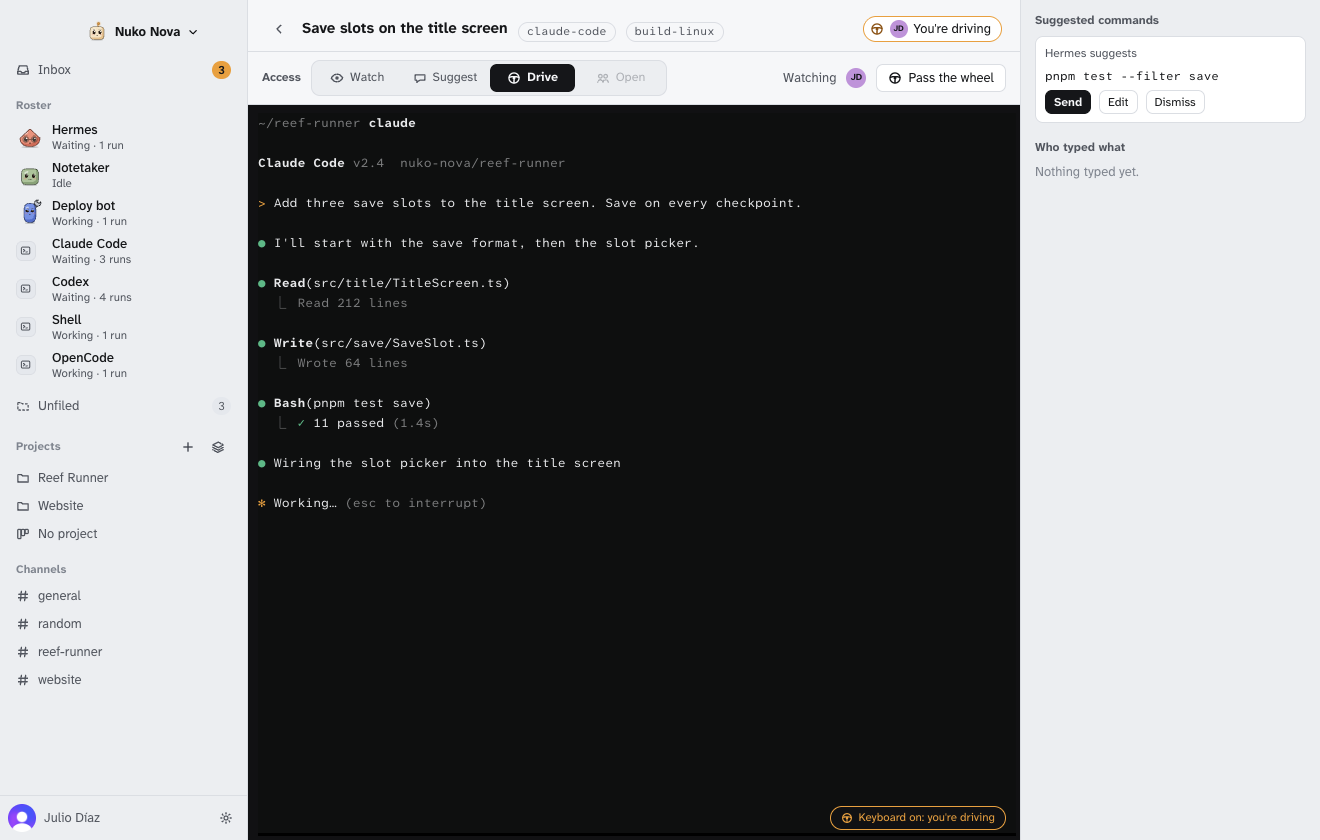 Nuko Nova
Inbox
3
Roster
Hermes
Waiting · 1 run
Notetaker
Idle
Deploy bot
Working · 1 run
Claude Code
Waiting · 3 runs
Codex
Waiting · 4 runs
Shell
Working · 1 run
OpenCode
Working · 1 run
Unfiled
3
Projects
Reef Runner
Website
No project
Channels
general
random
reef-runner
website
Julio Díaz
Save slots on the title screen
claude-code
build-linux
JD You're driving
Access
Watch
Suggest
Drive
Open
Watching JD
Pass the wheel
~/reef-runner claude
Claude Code v2.4 nuko-nova/reef-runner
> Add three save slots to the title screen. Save on every checkpoint.
● I'll start with the save format, then the slot picker.
● Read(src/title/TitleScreen.ts)
⎿ Read 212 lines
● Write(src/save/SaveSlot.ts)
⎿ Wrote 64 lines
● Bash(pnpm test save)
⎿ ✓ 11 passed (1.4s)
● Wiring the slot picker into the title screen
✻ Working… (esc to interrupt)
Keyboard on: you're driving
Suggested commands
Hermes suggests
pnpm test --filter save
Send
Edit
Dismiss
Who typed what
Nothing typed yet.